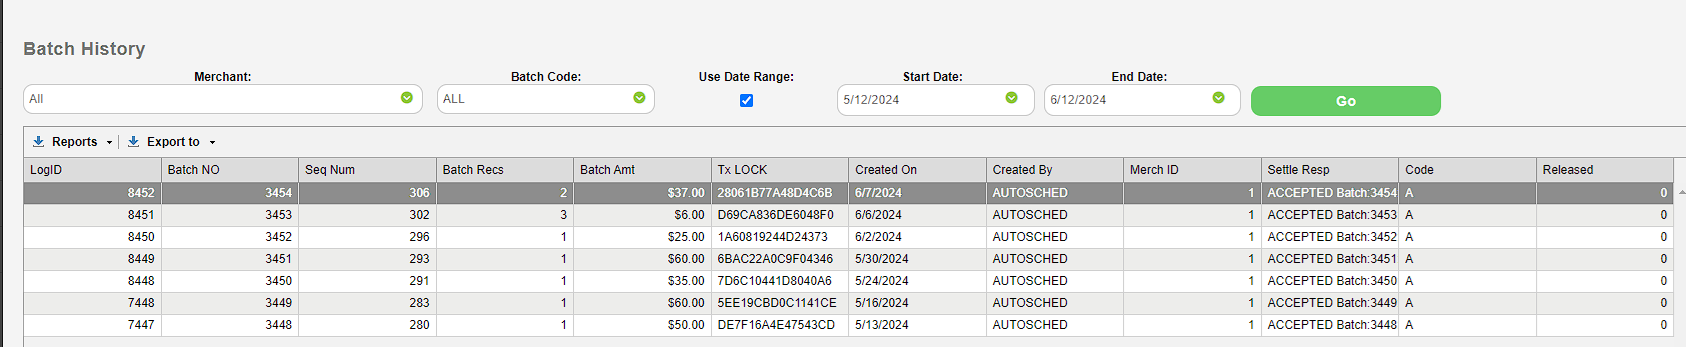 Batch History
Merchant: Batch Code: Use Date Range: Start Date: End Date:
All ALL 5/12/2024 6/12/2024 Go
Reports Export to
LogID Batch NO Seq Num Batch Recs Batch Amt Tx LOCK Created On Created By Merch ID Settle Resp Code Released
8452 3454 306 2 $37.00 28061B77A48D4C6B 6/7/2024 AUTOSCHED 1 ACCEPTED Batch:3454 A 0
8451 3453 302 3 $6.00 D69CA836DE6048F0 6/6/2024 AUTOSCHED 1 ACCEPTED Batch:3453 A 0
8450 3452 296 1 $25.00 1A60819244D24373 6/2/2024 AUTOSCHED 1 ACCEPTED Batch:3452 A 0
8449 3451 293 1 $60.00 6BAC22A0C9F04346 5/30/2024 AUTOSCHED 1 ACCEPTED Batch:3451 A 0
8448 3450 291 1 $35.00 7D6C10441D8040A6 5/24/2024 AUTOSCHED 1 ACCEPTED Batch:3450 A 0
7448 3449 283 1 $60.00 5EE19CBD0C1141CE 5/16/2024 AUTOSCHED 1 ACCEPTED Batch:3449 A 0
7447 3448 280 1 $50.00 DE7F16A4E47543CD 5/13/2024 AUTOSCHED 1 ACCEPTED Batch:3448 A 0